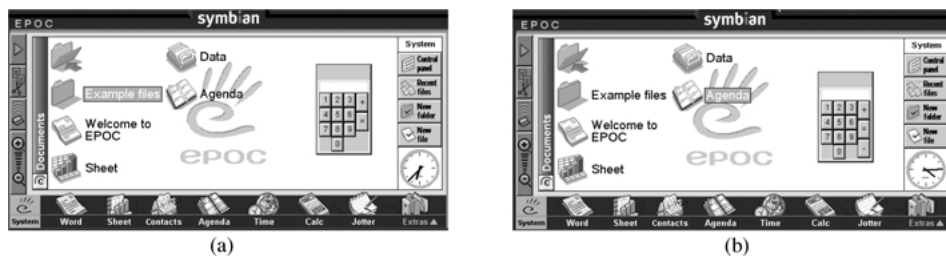 symbian
EPOC
Documents
Example files
Welcome to
EPOC
Sheet
Data
Agenda
epoc
1 2 3 +
4 5 6
7 8 9 =
0
System
Control
panel
Recent
files
New
folder
New
file
System Word Sheet Contacts Agenda Time Calc Jotter Extras
(a)
symbian
EPOC
Documents
Example files
Welcome to
EPOC
Sheet
Data
Agenda
epoc
1 2 3 +
4 5 6
7 8 9 =
0 -
System
Control
panel
Recent
files
New
folder
New
file
System Word Sheet Contacts Agenda Time Calc Jotter Extras
(b)